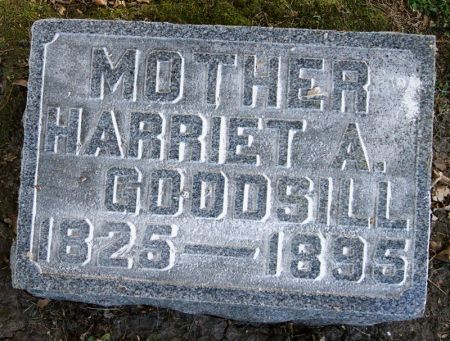 MOTHER
HARRIET A.
GOODSILL
1825–1895